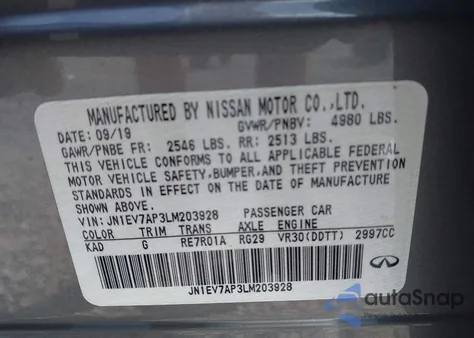 MANUFACTURED BY NISSAN MOTOR CO.,LTD.
DATE: 09/19 GVWR/PNBV: 4980 LBS.
GAWR/PNBE FR: 2546 LBS. RR: 2513 LBS.
THIS VEHICLE CONFORMS TO ALL APPLICABLE FEDERAL
MOTOR VEHICLE SAFETY,BUMPER,AND THEFT PREVENTION
STANDARDS IN EFFECT ON THE DATE OF MANUFACTURE
SHOWN ABOVE.
VIN: JN1EV7AP3LM203928 PASSENGER CAR
COLOR TRIM TRANS AXLE ENGINE
KAD G RE7R01A RG29 VR30(DDTT) 2997CC
JN1EV7AP3LM203928
autoSnap